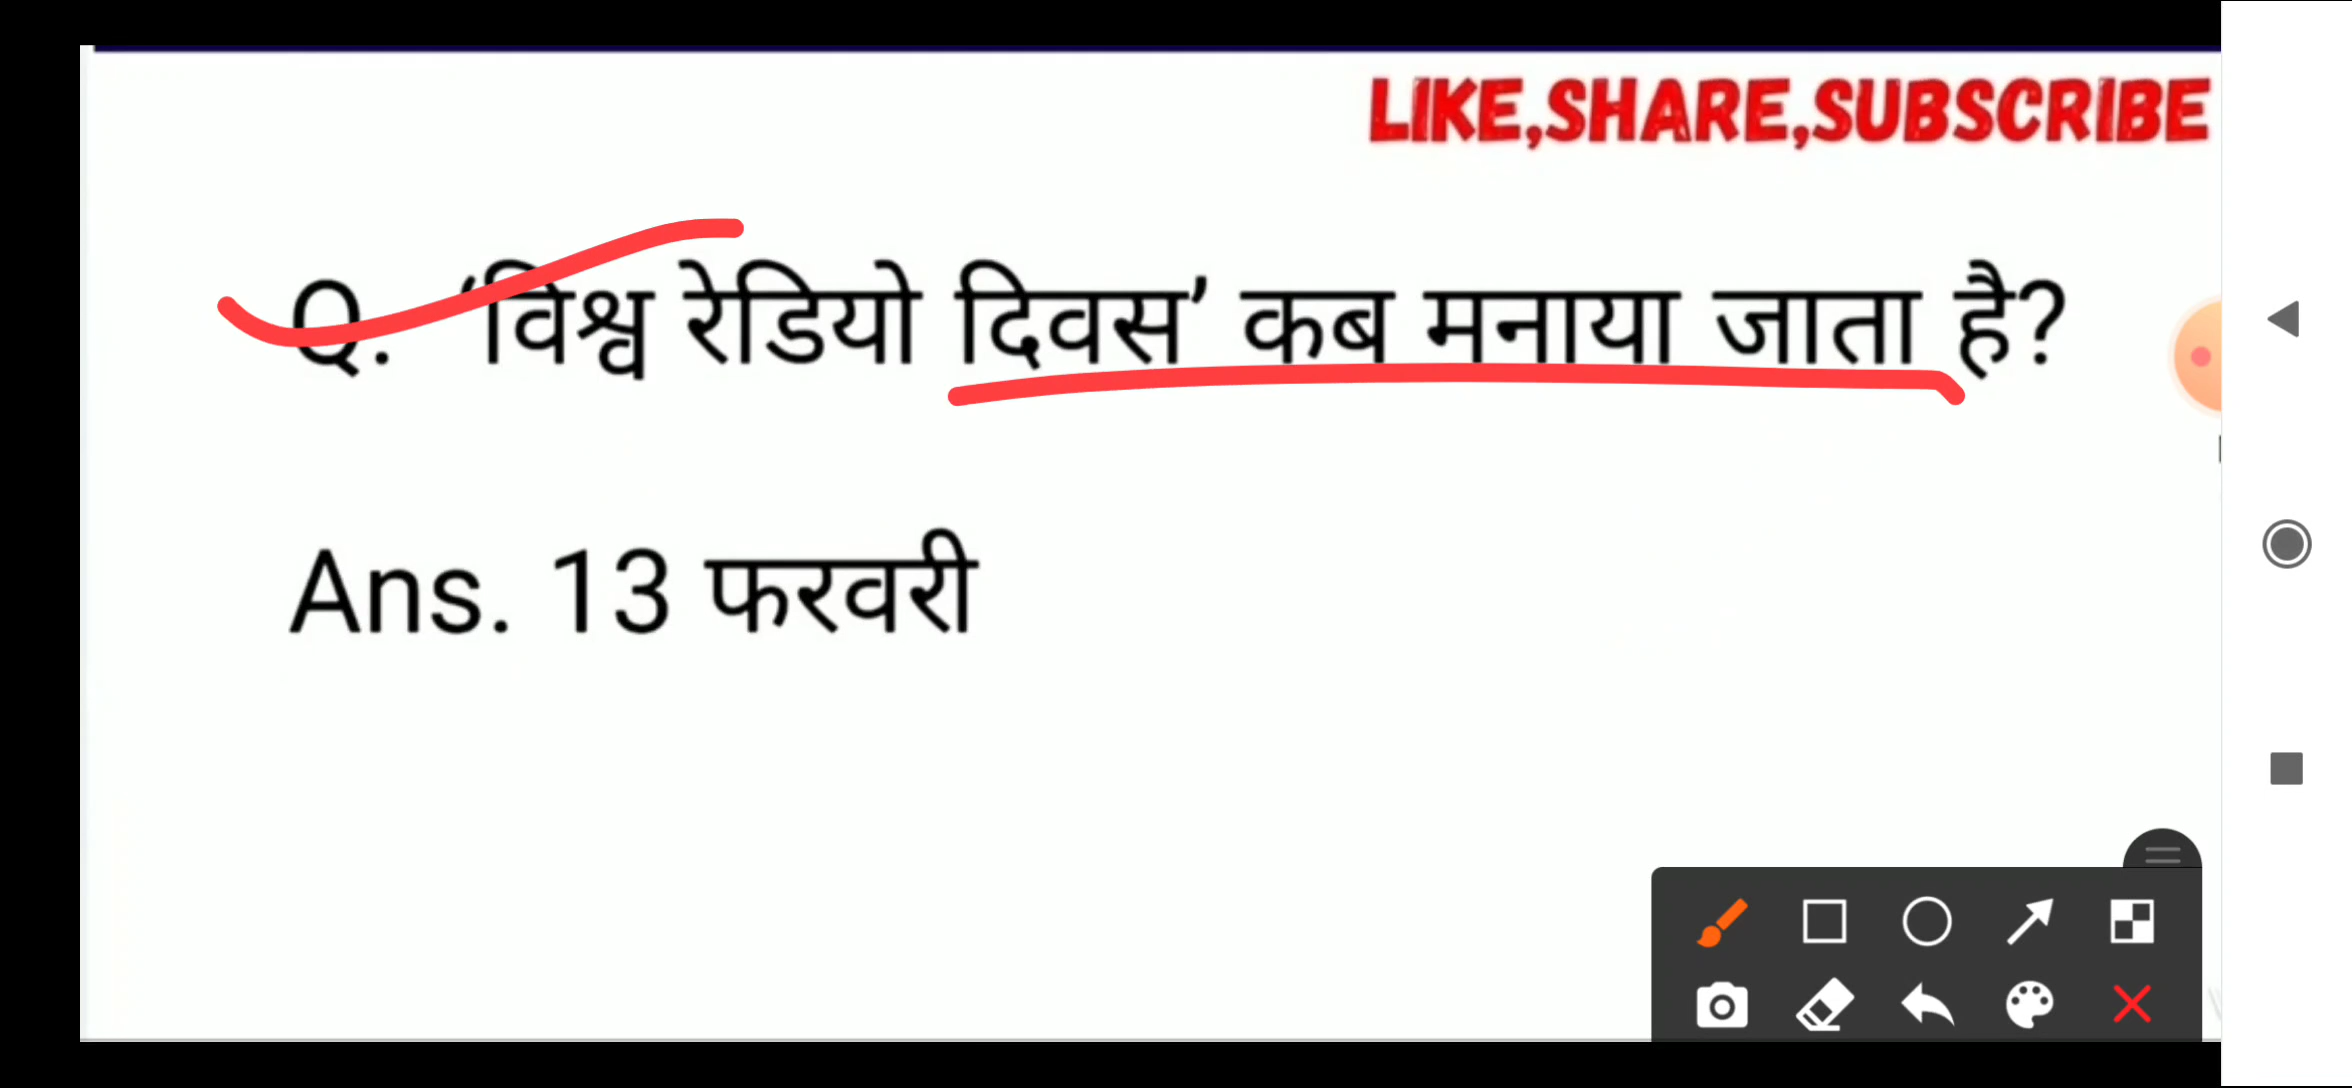 LIKE,SHARE,SUBSCRIBE
Q. ‘विश्व रेडियो दिवस’ कब मनाया जाता है?
Ans. 13 फरवरी